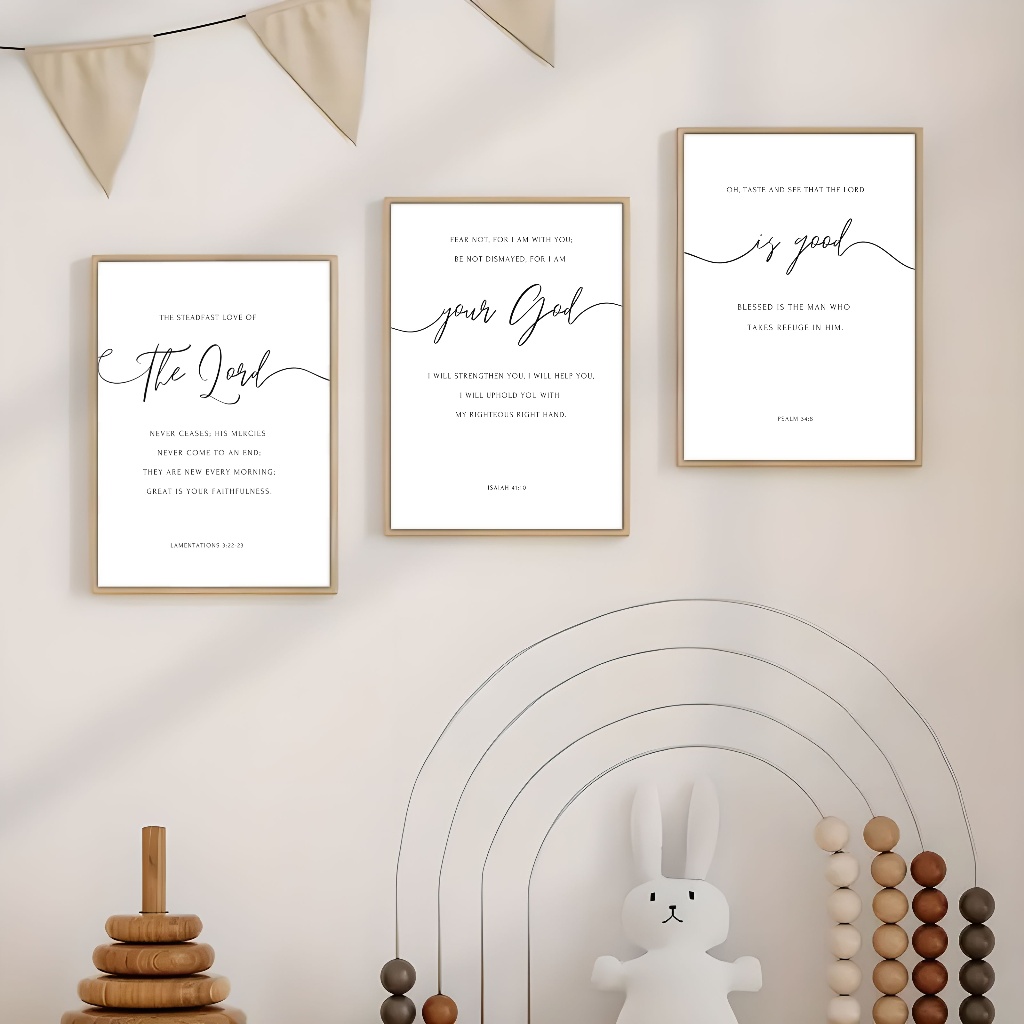 THE STEADFAST LOVE OF
The Lord
NEVER CEASES; HIS MERCIES
NEVER COME TO AN END;
THEY ARE NEW EVERY MORNING;
GREAT IS YOUR FAITHFULNESS.
LAMENTATIONS 3:22-23
FEAR NOT, FOR I AM WITH YOU;
BE NOT DISMAYED, FOR I AM
your God
I WILL STRENGTHEN YOU, I WILL HELP YOU,
I WILL UPHOLD YOU WITH
MY RIGHTEOUS RIGHT HAND.
ISAIAH 41:10
OH, TASTE AND SEE THAT THE LORD
is good
BLESSED IS THE MAN WHO
TAKES REFUGE IN HIM.
PSALM 34:8